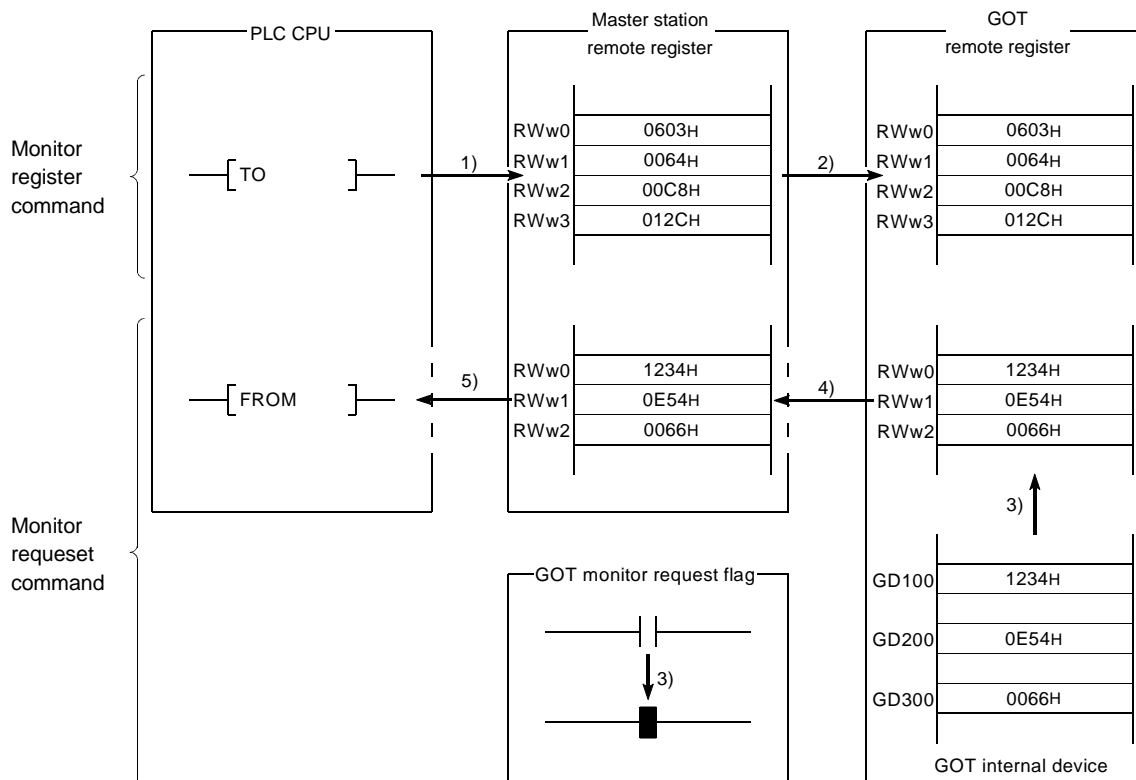 PLC CPU
Master station
remote register
GOT
remote register
Monitor
register
command
TO
1)
RWw0 0603H
RWw1 0064H
RWw2 00C8H
RWw3 012CH
2)
RWw0 0603H
RWw1 0064H
RWw2 00C8H
RWw3 012CH
Monitor
requeset
command
FROM
5)
RWw0 1234H
RWw1 0E54H
RWw2 0066H
4)
RWw0 1234H
RWw1 0E54H
RWw2 0066H
3)
GOT monitor request flag
3)
GD100 1234H
GD200 0E54H
GD300 0066H
GOT internal device